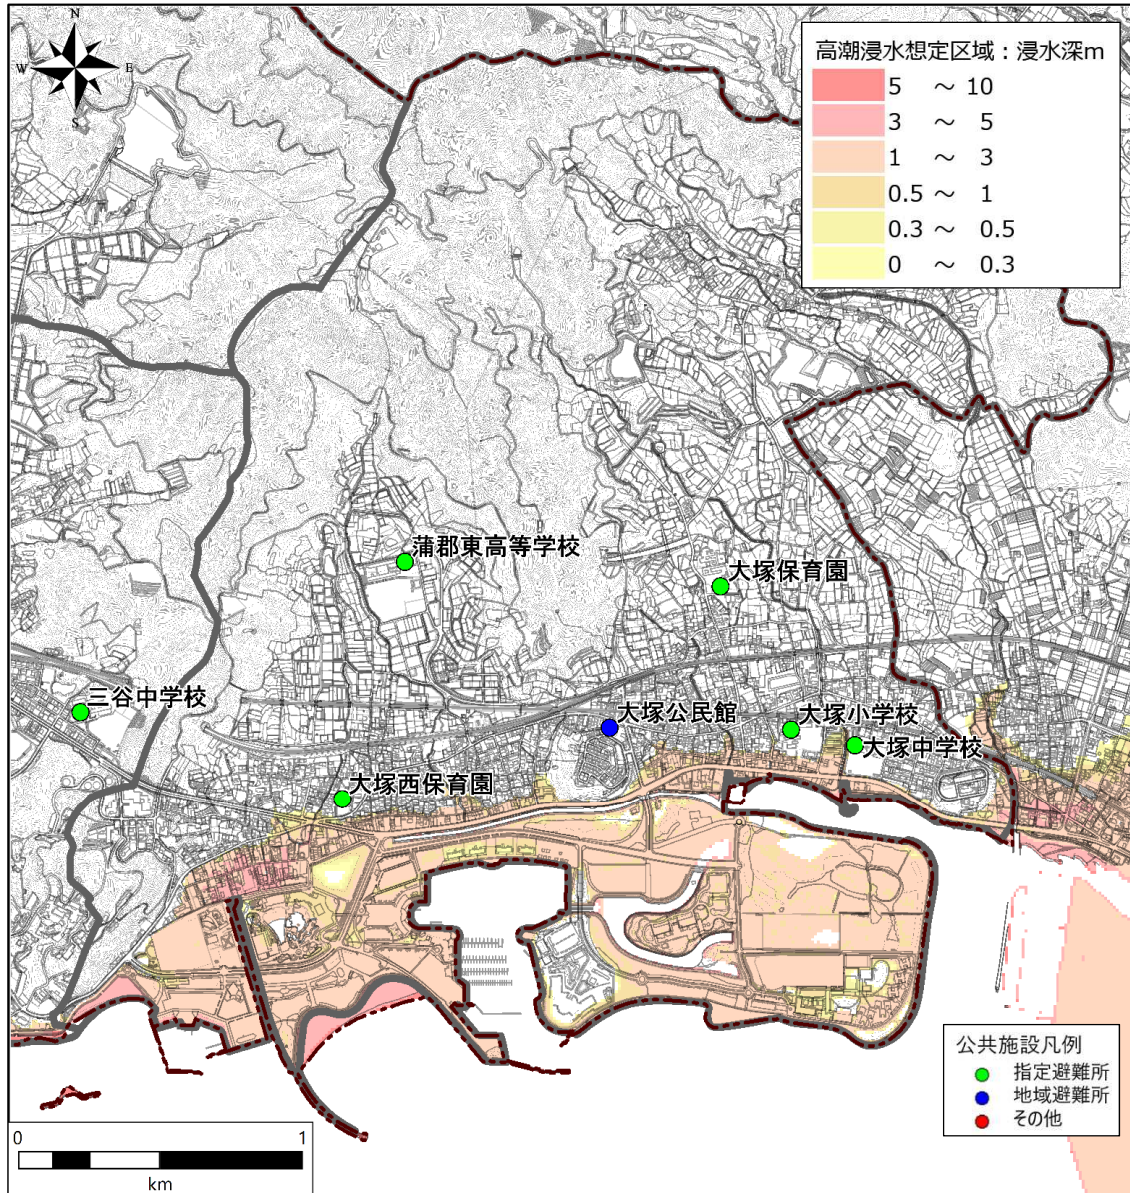 N
W E
S
高潮浸水想定区域：浸水深m
5 ～ 10
3 ～ 5
1 ～ 3
0.5 ～ 1
0.3 ～ 0.5
0 ～ 0.3
蒲郡東高等学校
大塚保育園
三谷中学校
大塚公民館
大塚小学校
大塚中学校
大塚西保育園
公共施設凡例
指定避難所
地域避難所
その他
0 1
km